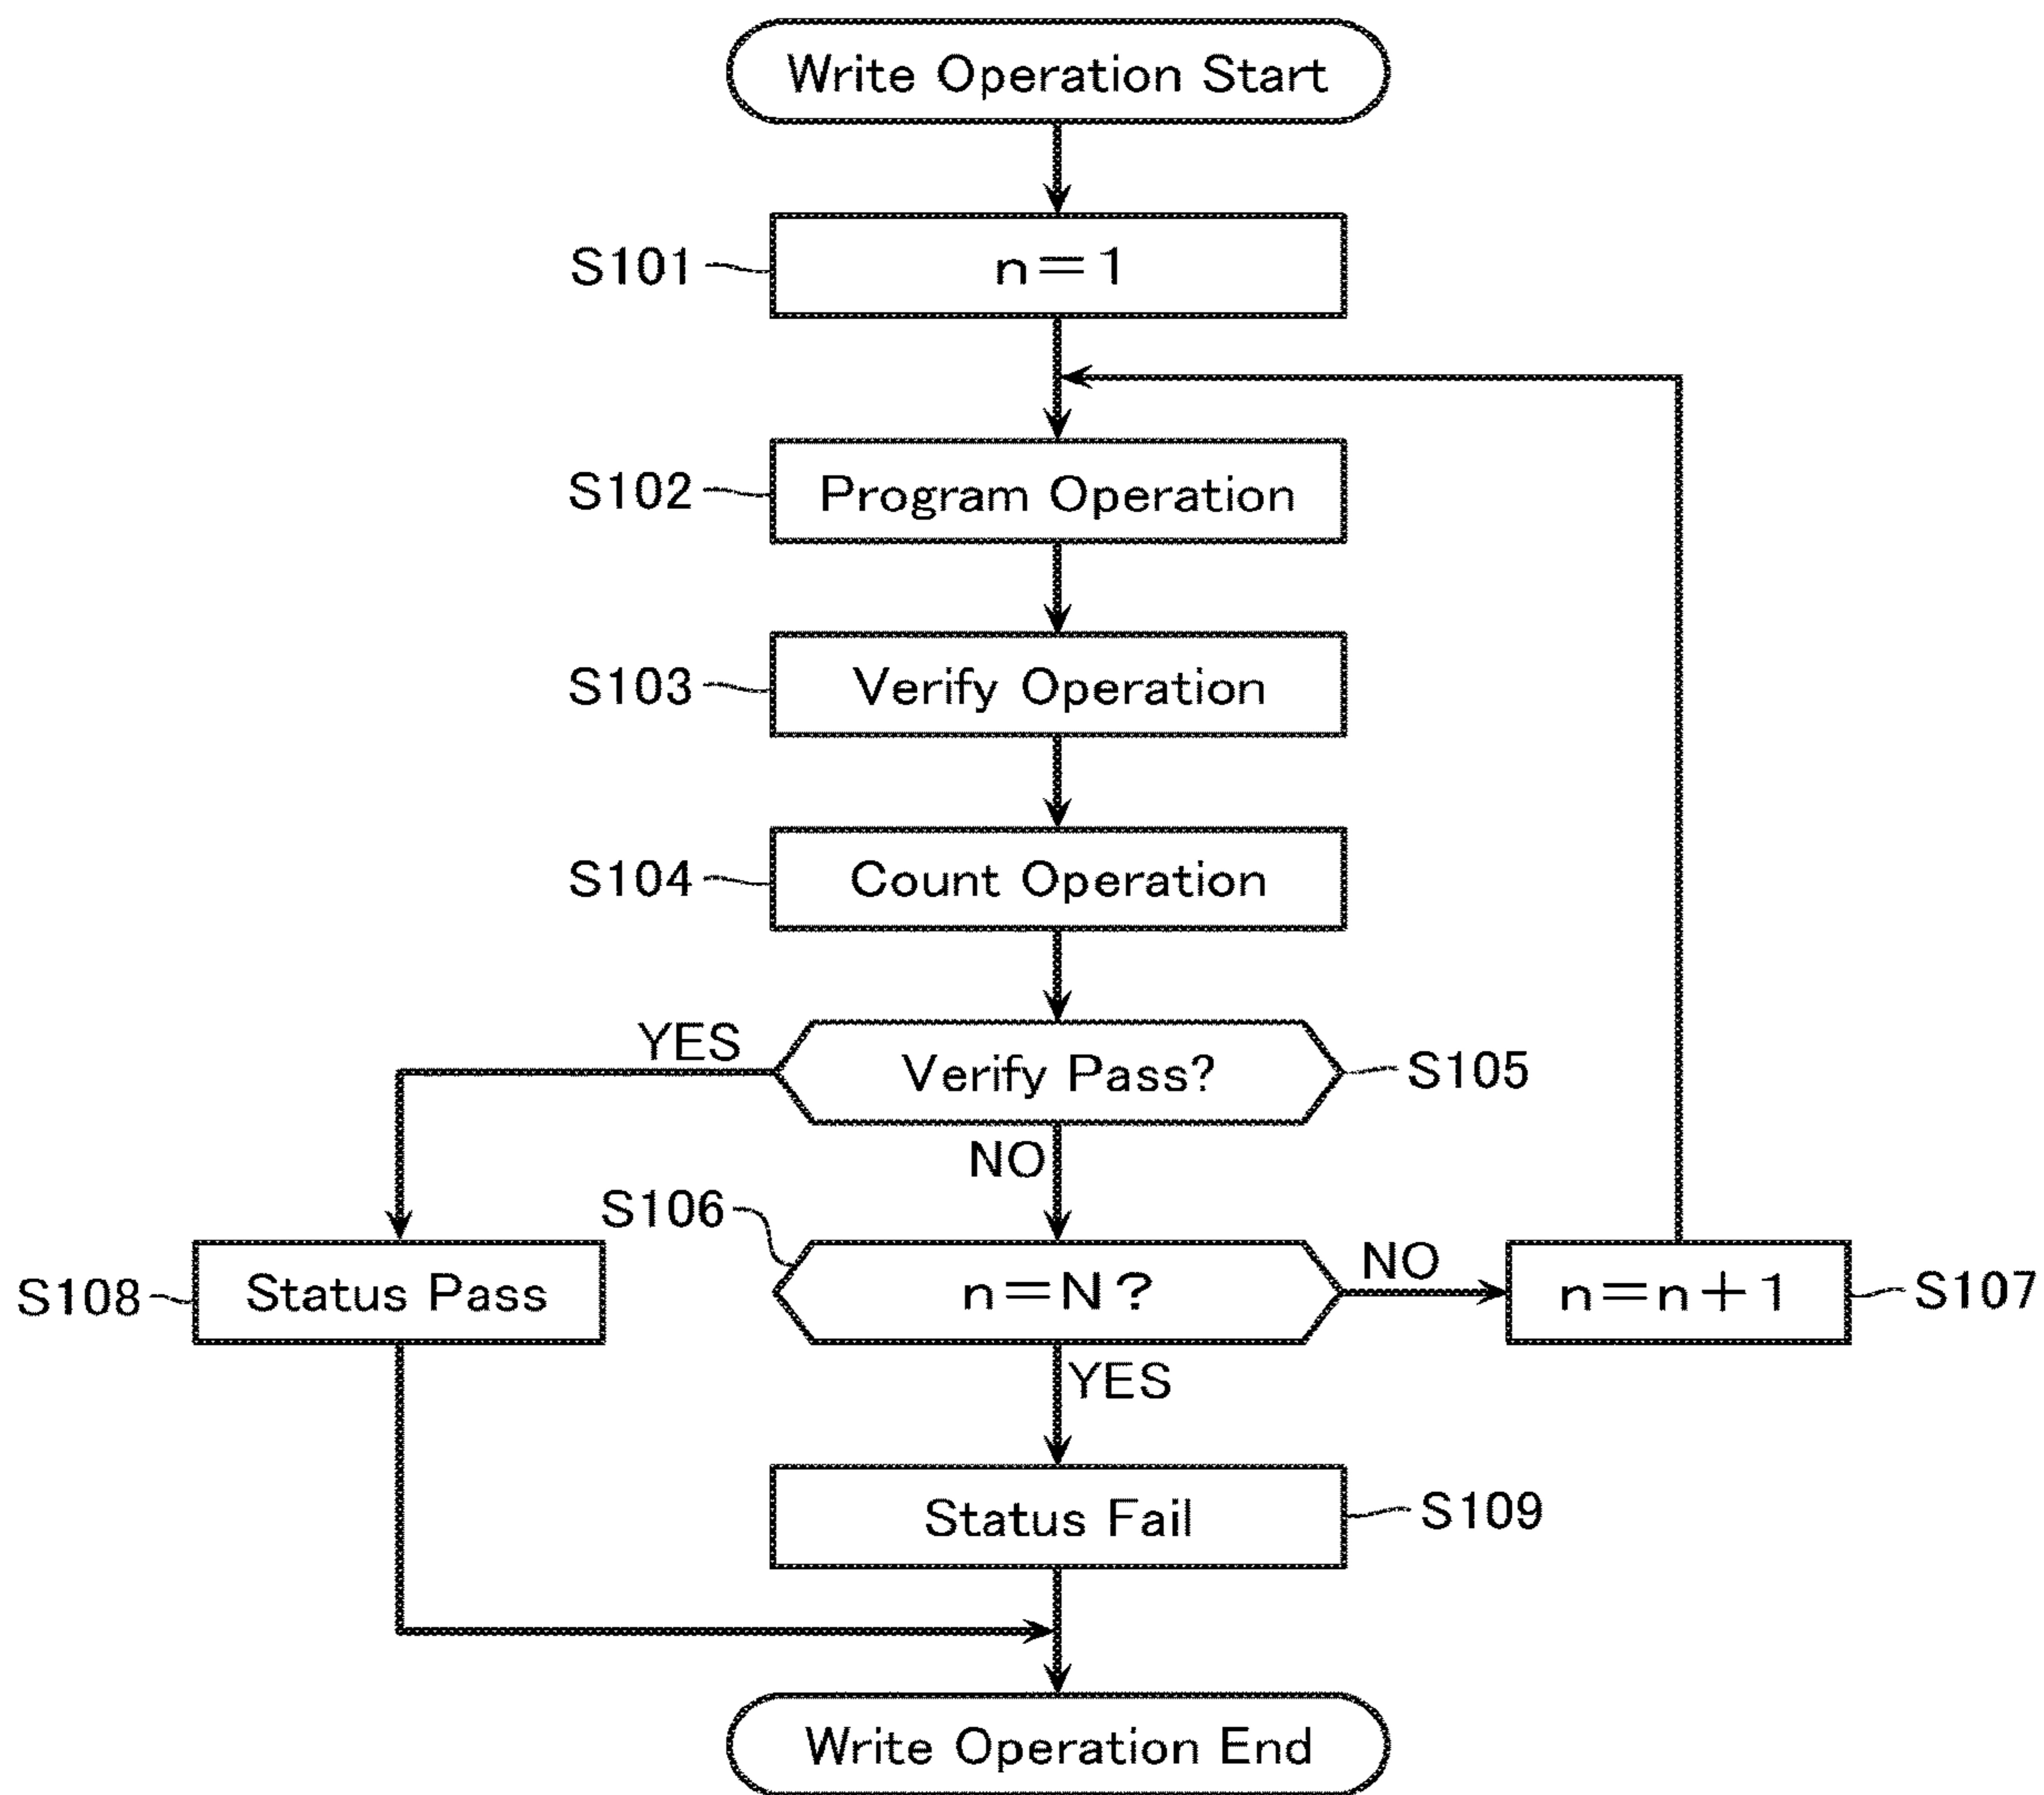 Write Operation Start
S101
n=1
S102
Program Operation
S103
Verify Operation
S104
Count Operation
YES
Verify Pass?
S105
NO
S106
S108
Status Pass
n=N?
NO
n=n+1
S107
YES
Status Fail
S109
Write Operation End